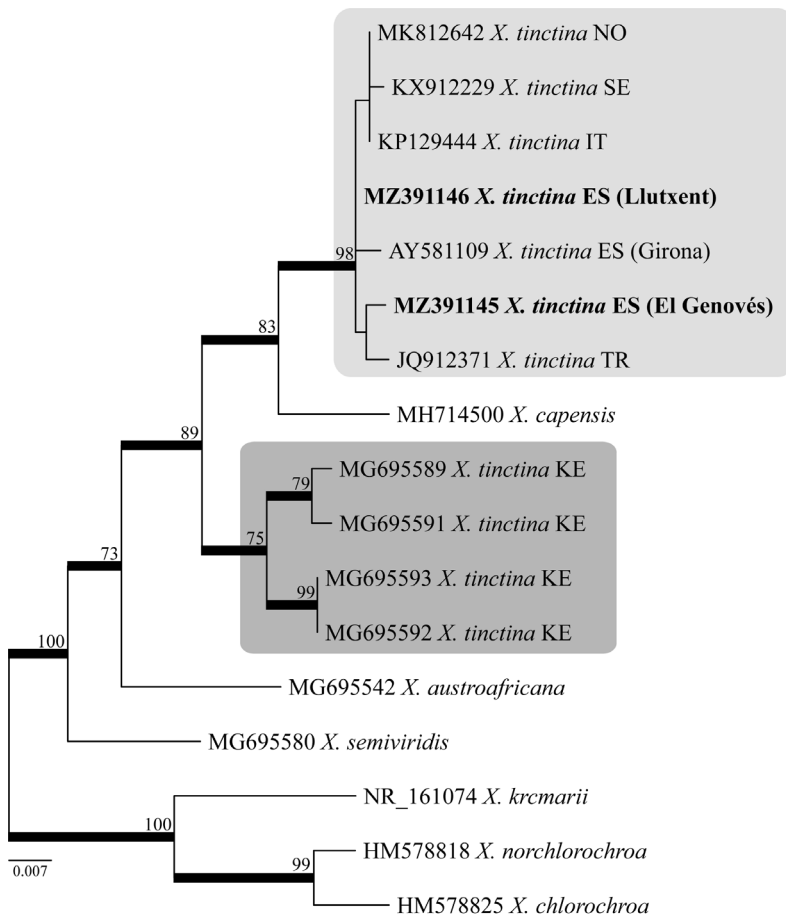 MK812642 X. tinctina NO
KX912229 X. tinctina SE
KP129444 X. tinctina IT
MZ391146 X. tinctina ES (Llutxent)
98
AY581109 X. tinctina ES (Girona)
MZ391145 X. tinctina ES (El Genovés)
83
JQ912371 X. tinctina TR
MH714500 X. capensis
89
MG695589 X. tinctina KE
79
MG695591 X. tinctina KE
75
73
MG695593 X. tinctina KE
99
MG695592 X. tinctina KE
100
MG695542 X. austroafricana
MG695580 X. semiviridis
NR_161074 X. krcmarii
100
HM578818 X. norchlorochroa
99
0.007
HM578825 X. chlorochroa